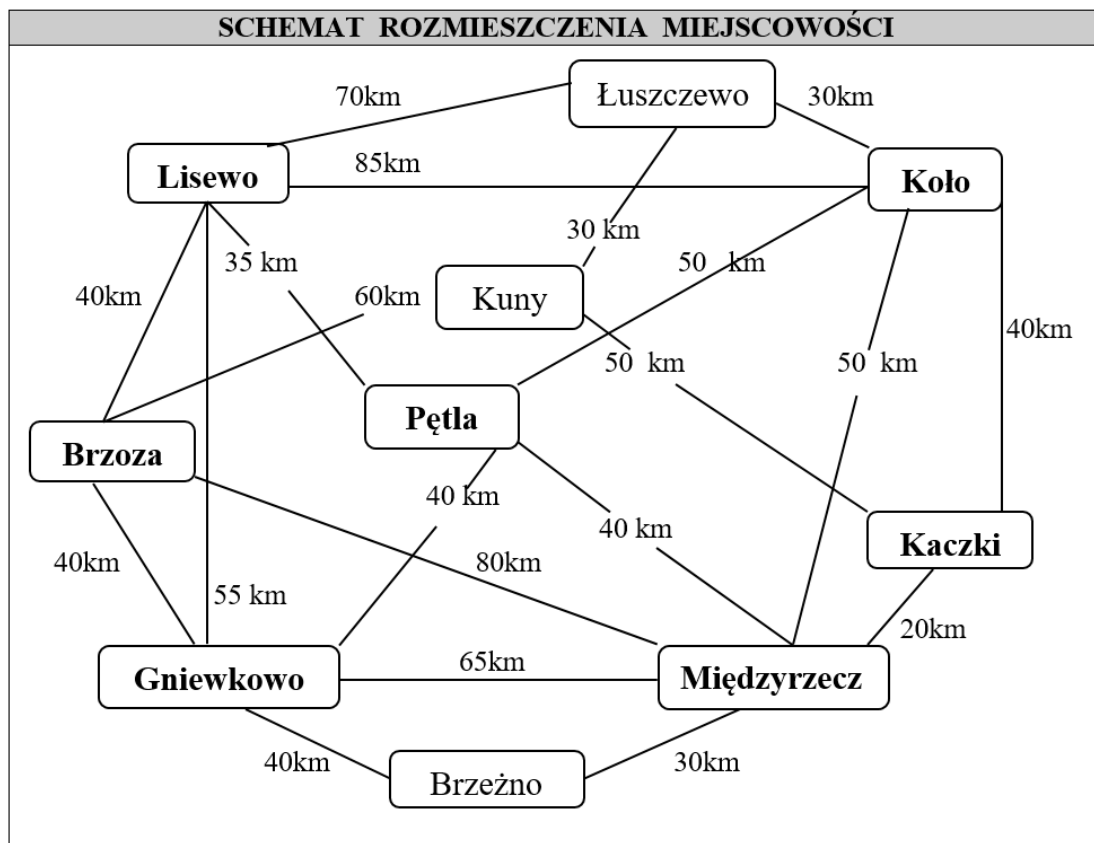 SCHEMAT ROZMIESZCZENIA MIEJSCOWOŚCI
70km
Łuszczewo
30km
Lisewo
85km
Koło
30 km
35 km
50 km
40km
60km
Kuny
50 km
50 km
40km
Pętla
Brzoza
40 km
40 km
Kaczki
40km
80km
55 km
20km
Gniewkowo
65km
Międzyrzecz
40km
Brzeżno
30km